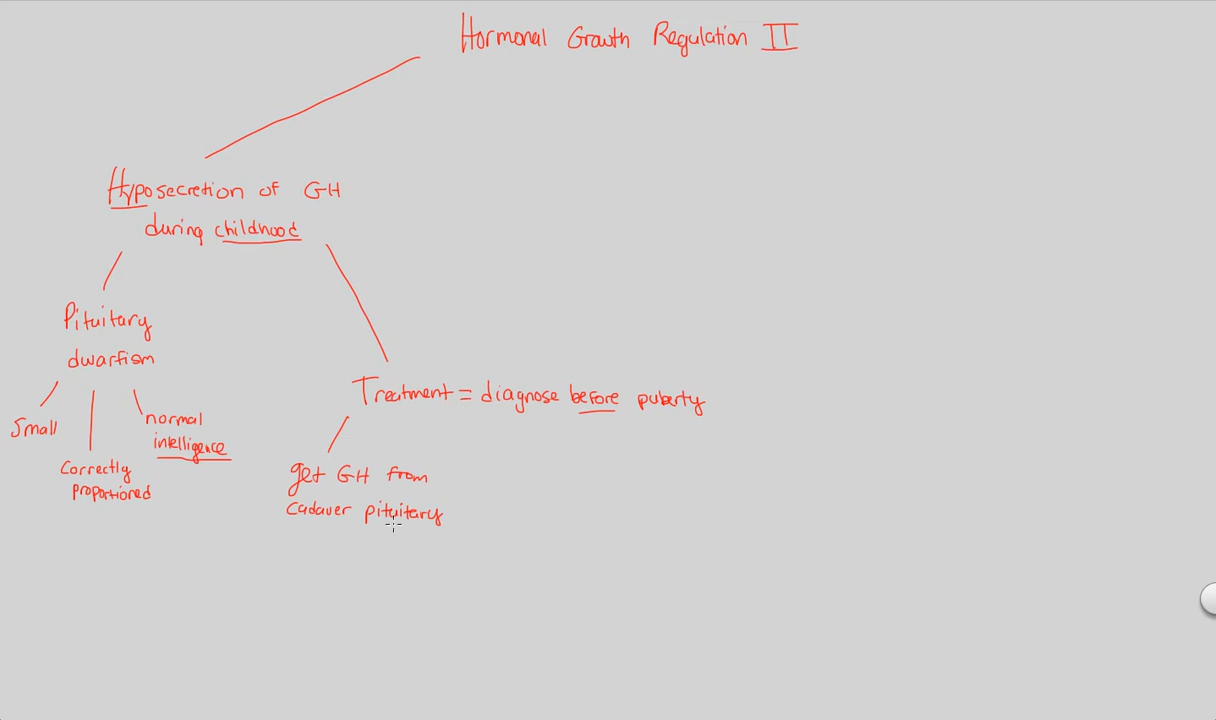 Hormonal Growth Regulation II
Hyposecretion of GH
during childhood
Pituitary
dwarfism
Small
Correctly
proportioned
normal
intelligence
Treatment = diagnose before puberty
get GH from
cadaver pituitary